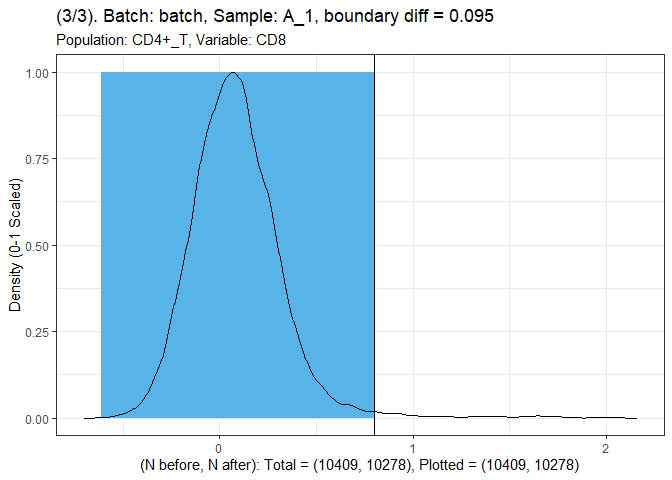 (3/3). Batch: batch, Sample: A_1, boundary diff = 0.095
Population: CD4+_T, Variable: CD8
1.00
0.75
0.50
0.25
0.00
Density (0-1 Scaled)
0 1 2
(N before, N after): Total = (10409, 10278), Plotted = (10409, 10278)